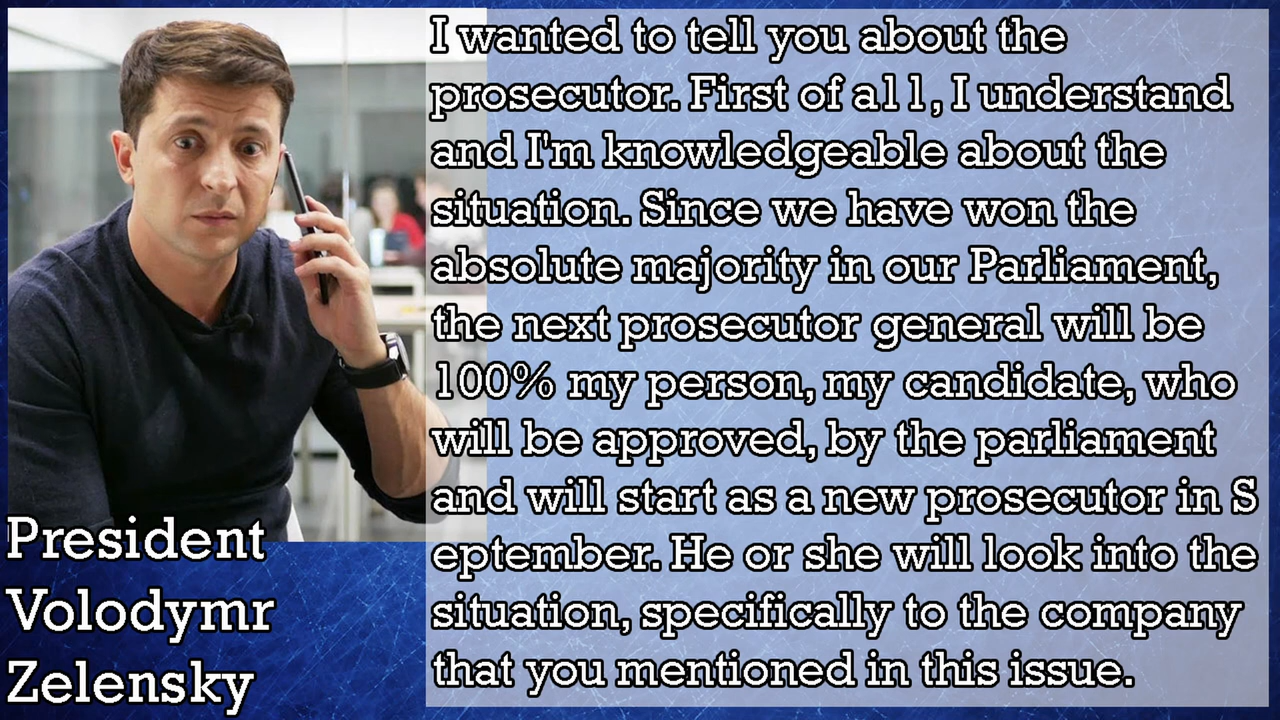 I wanted to tell you about the
prosecutor. First of all, I understand
and I'm knowledgeable about the
situation. Since we have won the
absolute majority in our Parliament,
the next prosecutor general will be
100% my person, my candidate, who
will be approved, by the parliament
and will start as a new prosecutor in S
eptember. He or she will look into the
situation, specifically to the company
that you mentioned in this issue.
President
Volodymr
Zelensky